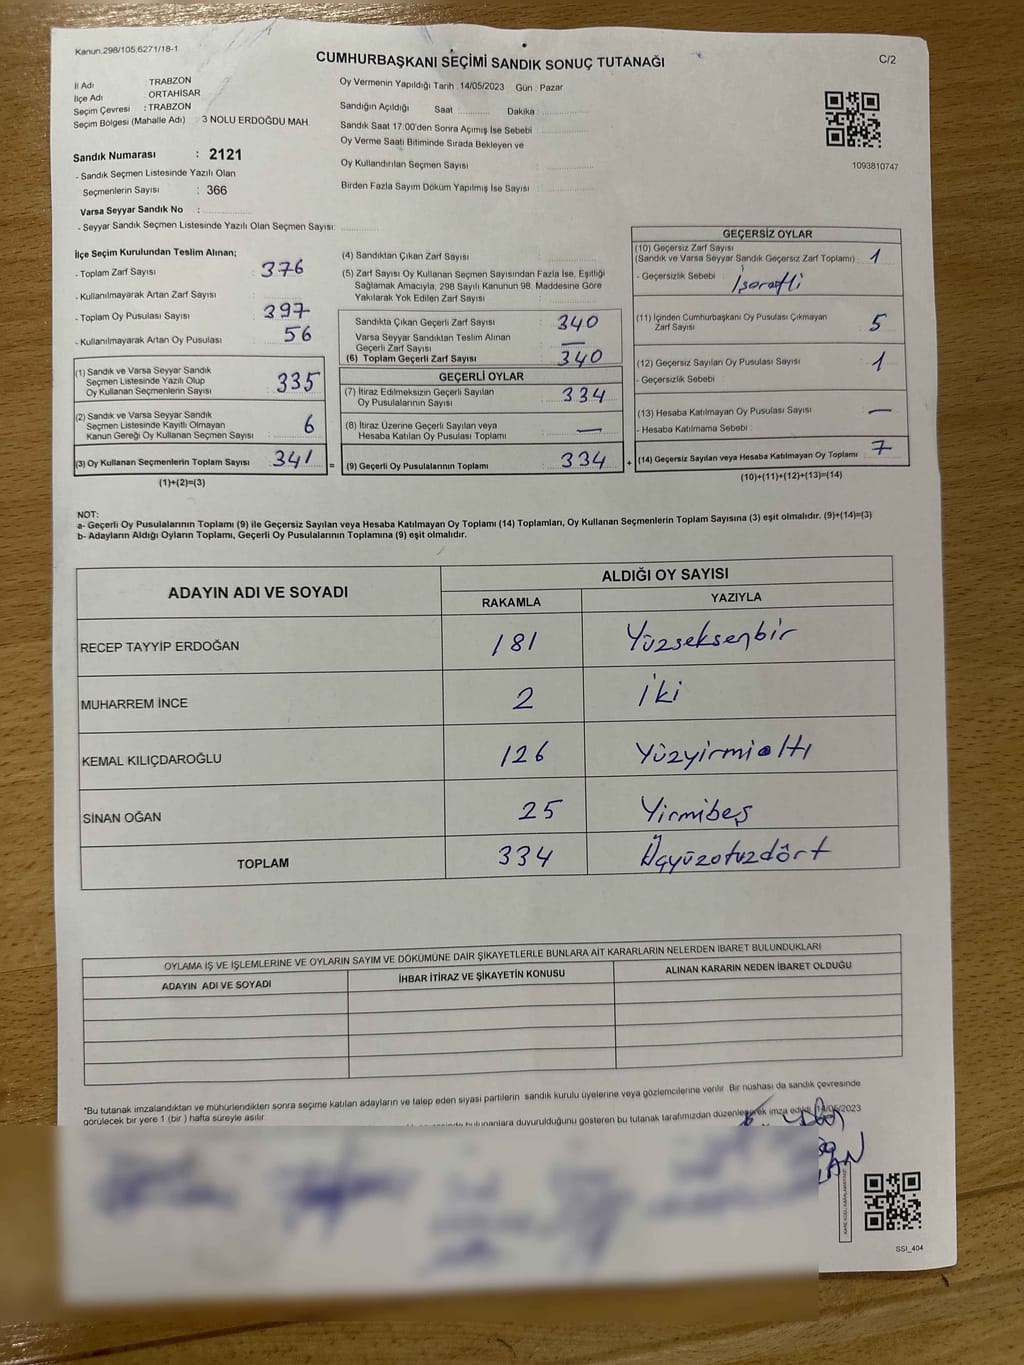 Kanun.298/105,6271/18-1
CUMHURBAŞKANI SEÇİMİ SANDIK SONUÇ TUTANAĞI
C/2
İl Adı TRABZON
İlçe Adı ORTAHİSAR
Seçim Çevresi : TRABZON
Seçim Bölgesi (Mahalle Adı) 3 NOLU ERDOĞDU MAH.
Sandık Numarası : 2121
- Sandık Seçmen Listesinde Yazılı Olan
Seçmenlerin Sayısı : 366
Varsa Seyyar Sandık No :
- Seyyar Sandık Seçmen Listesinde Yazılı Olan Seçmen Sayısı:
Oy Vermenin Yapıldığı Tarih : 14/05/2023 Gün : Pazar
Sandığın Açıldığı Saat Dakika
Sandık Saat 17:00'den Sonra Açımış İse Sebebi :
Oy Verme Saati Bitiminde Sırada Bekleyen ve
Oy Kullandırılan Seçmen Sayısı :
Birden Fazla Sayım Döküm Yapılmış İse Sayısı :
1093810747
İlçe Seçim Kurulundan Teslim Alınan;
- Toplam Zarf Sayısı : 376
- Kullanılmayarak Artan Zarf Sayısı :
- Toplam Oy Pusulası Sayısı : 397
- Kullanılmayarak Artan Oy Pusulası : 56
(1) Sandık ve Varsa Seyyar Sandık
Seçmen Listesinde Yazılı Olup
Oy Kullanan Seçmenlerin Sayısı : 335
(2) Sandık ve Varsa Seyyar Sandık
Seçmen Listesinde Kayıtlı Olmayan
Kanun Gereği Oy Kullanan Seçmen Sayısı : 6
(3) Oy Kullanan Seçmenlerin Toplam Sayısı : 341
(1)+(2)=(3)
=
(4) Sandıktan Çıkan Zarf Sayısı :
(5) Zarf Sayısı Oy Kullanan Seçmen Sayısından Fazla İse, Eşitliği
Sağlamak Amacıyla, 298 Sayılı Kanunun 98. Maddesine Göre
Yakılarak Yok Edilen Zarf Sayısı :
Sandıkta Çıkan Geçerli Zarf Sayısı : 340
Varsa Seyyar Sandıktan Teslim Alınan
Geçerli Zarf Sayısı : —
(6) Toplam Geçerli Zarf Sayısı : 340
GEÇERLİ OYLAR
(7) İtiraz Edilmeksizin Geçerli Sayılan
Oy Pusulalarının Sayısı : 334
(8) İtiraz Üzerine Geçerli Sayılan veya
Hesaba Katılan Oy Pusulası Toplamı : —
(9) Geçerli Oy Pusulalarının Toplamı : 334
+
GEÇERSİZ OYLAR
(10) Geçersiz Zarf Sayısı
(Sandık ve Varsa Seyyar Sandık Geçersiz Zarf Toplamı) : 1
- Geçersizlik Sebebi : İşaretli
(11) İçinden Cumhurbaşkanı Oy Pusulası Çıkmayan
Zarf Sayısı : 5
(12) Geçersiz Sayılan Oy Pusulası Sayısı : 1
- Geçersizlik Sebebi :
(13) Hesaba Katılmayan Oy Pusulası Sayısı : —
- Hesaba Katılmama Sebebi :
(14) Geçersiz Sayılan veya Hesaba Katılmayan Oy Toplamı : 7
(10)+(11)+(12)+(13)=(14)
NOT:
a- Geçerli Oy Pusulalarının Toplamı (9) ile Geçersiz Sayılan veya Hesaba Katılmayan Oy Toplamı (14) Toplamları, Oy Kullanan Seçmenlerin Toplam Sayısına (3) eşit olmalıdır. (9)+(14)=(3)
b- Adayların Aldığı Oyların Toplamı, Geçerli Oy Pusulalarının Toplamına (9) eşit olmalıdır.
ADAYIN ADI VE SOYADI ALDIĞI OY SAYISI
RAKAMLA YAZIYLA
RECEP TAYYİP ERDOĞAN 181 Yüzseksenbir
MUHARREM İNCE 2 İki
KEMAL KILIÇDAROĞLU 126 Yüzyirmialtı
SİNAN OĞAN 25 Yirmibeş
TOPLAM 334 Üçyüzotuzdört
OYLAMA İŞ VE İŞLEMLERİNE VE OYLARIN SAYIM VE DÖKÜMÜNE DAİR ŞİKAYETLERLE BUNLARA AİT KARARLARIN NELERDEN İBARET BULUNDUKLARI
ADAYIN ADI VE SOYADI İHBAR İTİRAZ VE ŞİKAYETİN KONUSU ALINAN KARARIN NEDEN İBARET OLDUĞU
*Bu tutanak imzalandıktan ve mühürlendikten sonra seçime katılan adayların ve talep eden siyasi partilerin sandık kurulu üyelerine veya gözlemcilerine verilir. Bir nüshası da sandık çevresinde
görülecek bir yere 1 (bir ) hafta süreyle asılır.
bulunanlara duyurulduğunu gösteren bu tutanak tarafımızdan düzenlenerek imza edildi. 14/05/2023
SSI_404